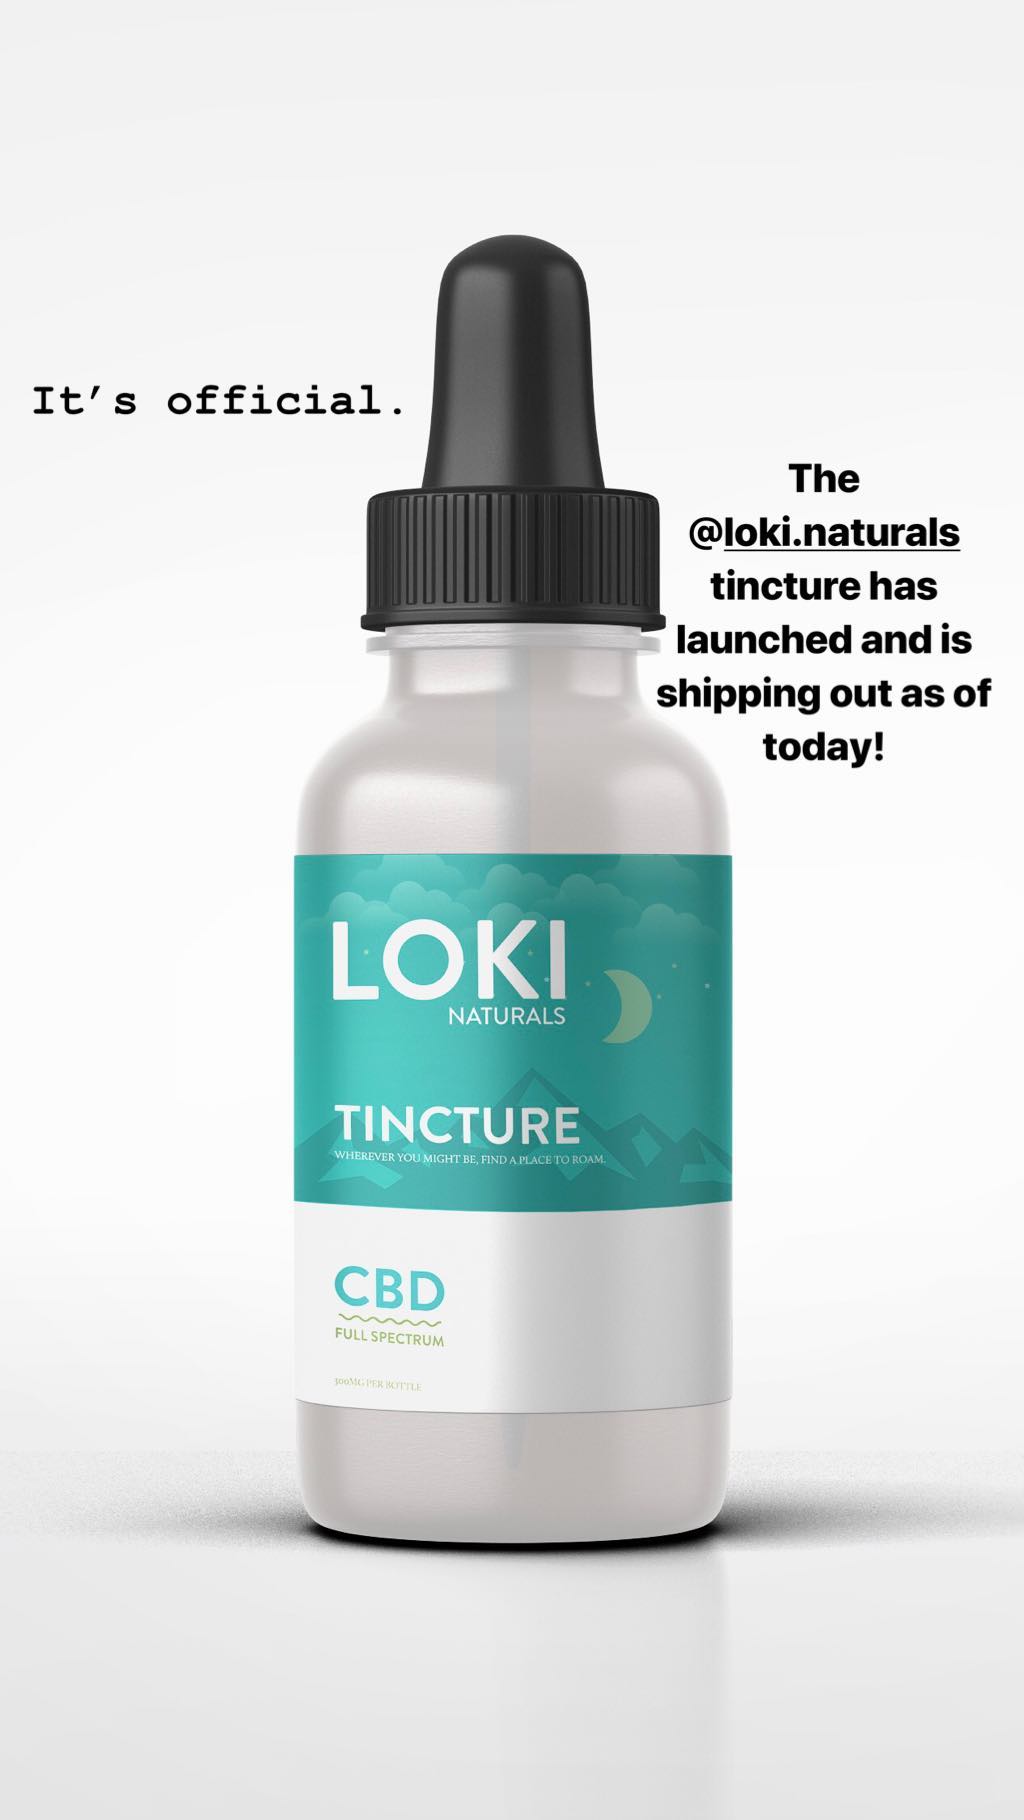 It’s official.
The
@loki.naturals
tincture has
launched and is
shipping out as of
today!
LOKI
NATURALS
TINCTURE
WHEREVER YOU MIGHT BE, FIND A PLACE TO ROAM.
CBD
FULL SPECTRUM
300MG PER BOTTLE